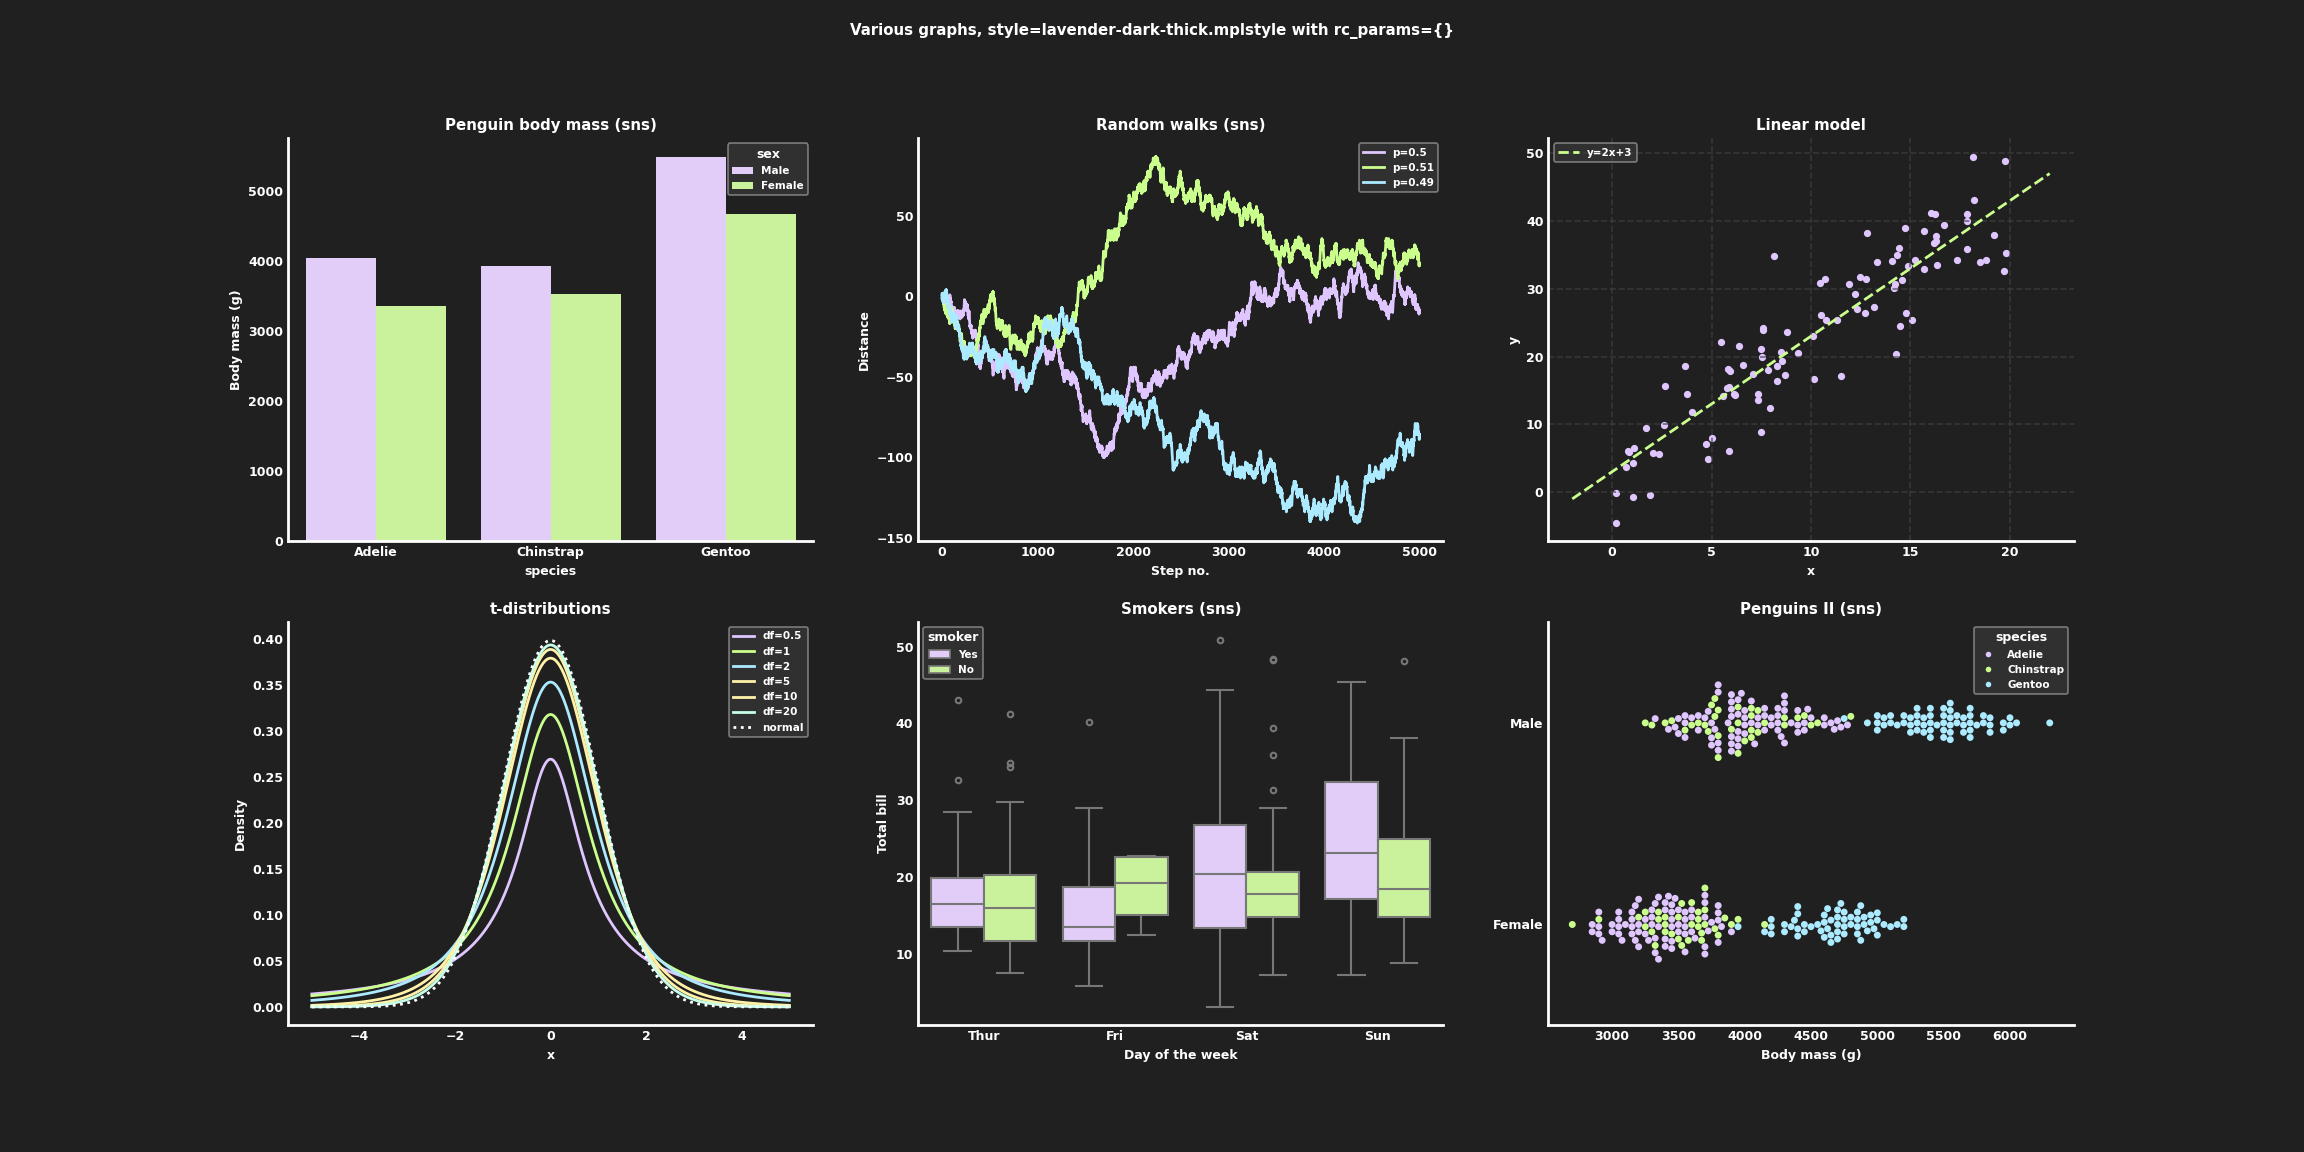 Various graphs, style=lavender-dark-thick.mplstyle with rc_params={}
Penguin body mass (sns)
Body mass (g)
5000
4000
3000
2000
1000
0
sex
Male
Female
Adelie Chinstrap Gentoo
species
Random walks (sns)
Distance
50
0
−50
−100
−150
p=0.5
p=0.51
p=0.49
0 1000 2000 3000 4000 5000
Step no.
Linear model
y
50
40
30
20
10
0
y=2x+3
0 5 10 15 20
x
t-distributions
Density
0.40
0.35
0.30
0.25
0.20
0.15
0.10
0.05
0.00
df=0.5
df=1
df=2
df=5
df=10
df=20
normal
−4 −2 0 2 4
x
Smokers (sns)
Total bill
50
40
30
20
10
smoker
Yes
No
Thur Fri Sat Sun
Day of the week
Penguins II (sns)
Male
Female
species
Adelie
Chinstrap
Gentoo
3000 3500 4000 4500 5000 5500 6000
Body mass (g)